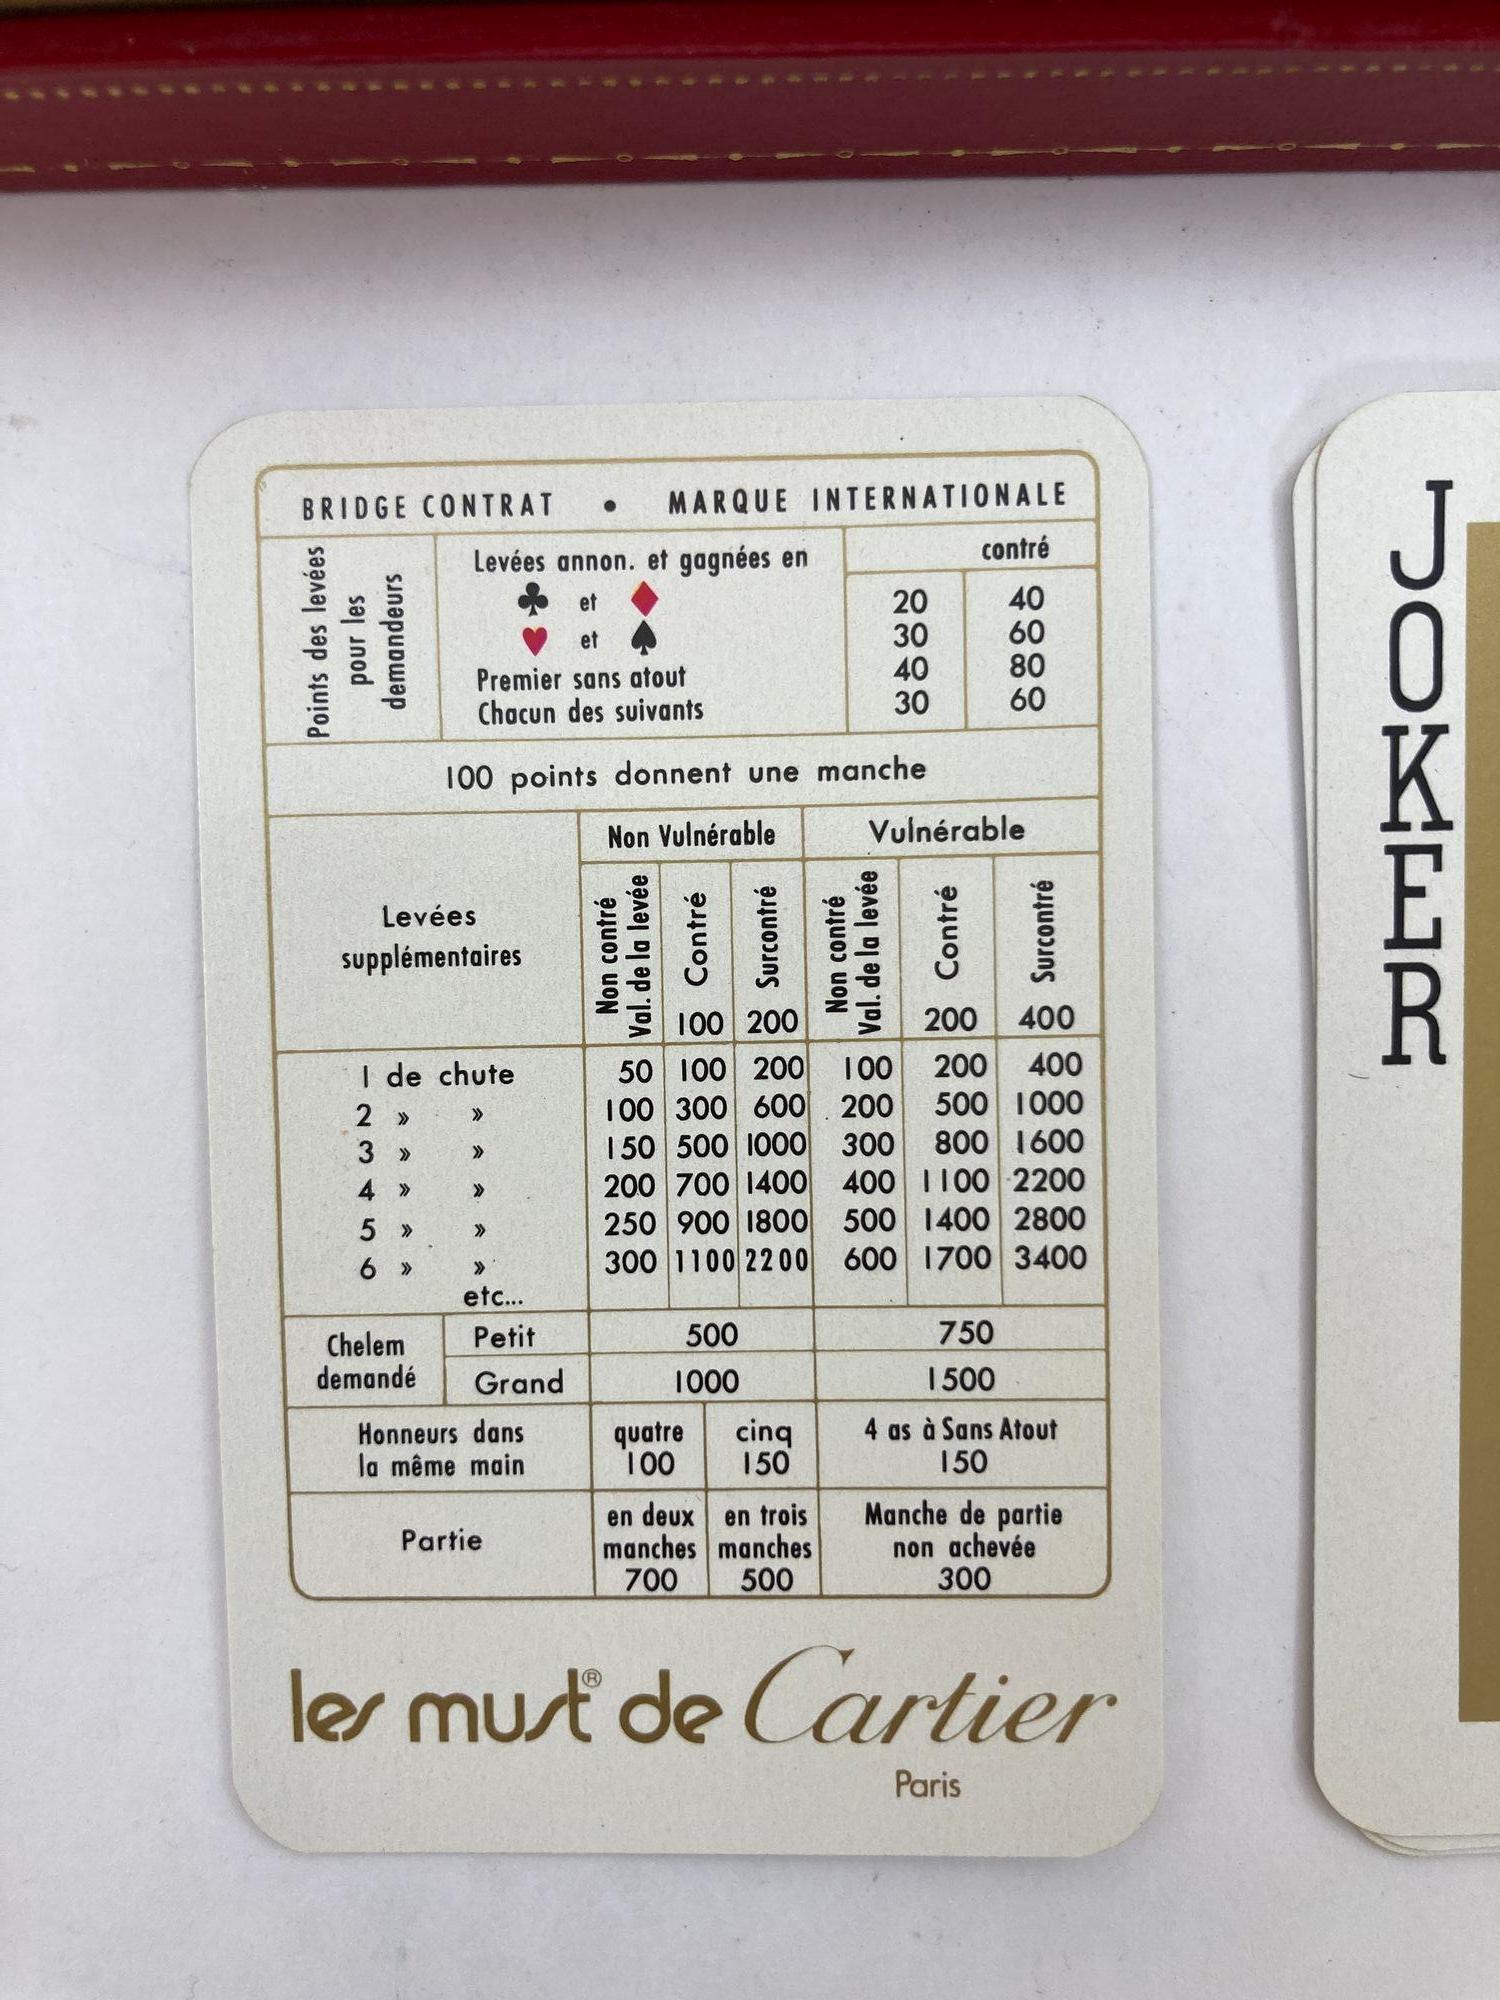 BRIDGE CONTRAT • MARQUE INTERNATIONALE
Points des levées
pour les
demandeurs
Levées annon. et gagnées en
♣ et ♦
♥ et ♠
Premier sans atout
Chacun des suivants
contré
20 40
30 60
40 80
30 60
100 points donnent une manche
Levées
supplémentaires
Non Vulnérable
Vulnérable
Non contré
Val. de la levée
Contré
100
Surcontré
200
Non contré
Val. de la levée
Contré
200
Surcontré
400
1 de chute 50 100 200 100 200 400
2 » » 100 300 600 200 500 1000
3 » » 150 500 1000 300 800 1600
4 » » 200 700 1400 400 1100 2200
5 » » 250 900 1800 500 1400 2800
6 » » 300 1100 2200 600 1700 3400
etc...
Chelem
demandé
Petit 500 750
Grand 1000 1500
Honneurs dans
la même main
quatre
100
cinq
150
4 as à Sans Atout
150
Partie
en deux
manches
700
en trois
manches
500
Manche de partie
non achevée
300
les must® de Cartier
Paris
JOKER